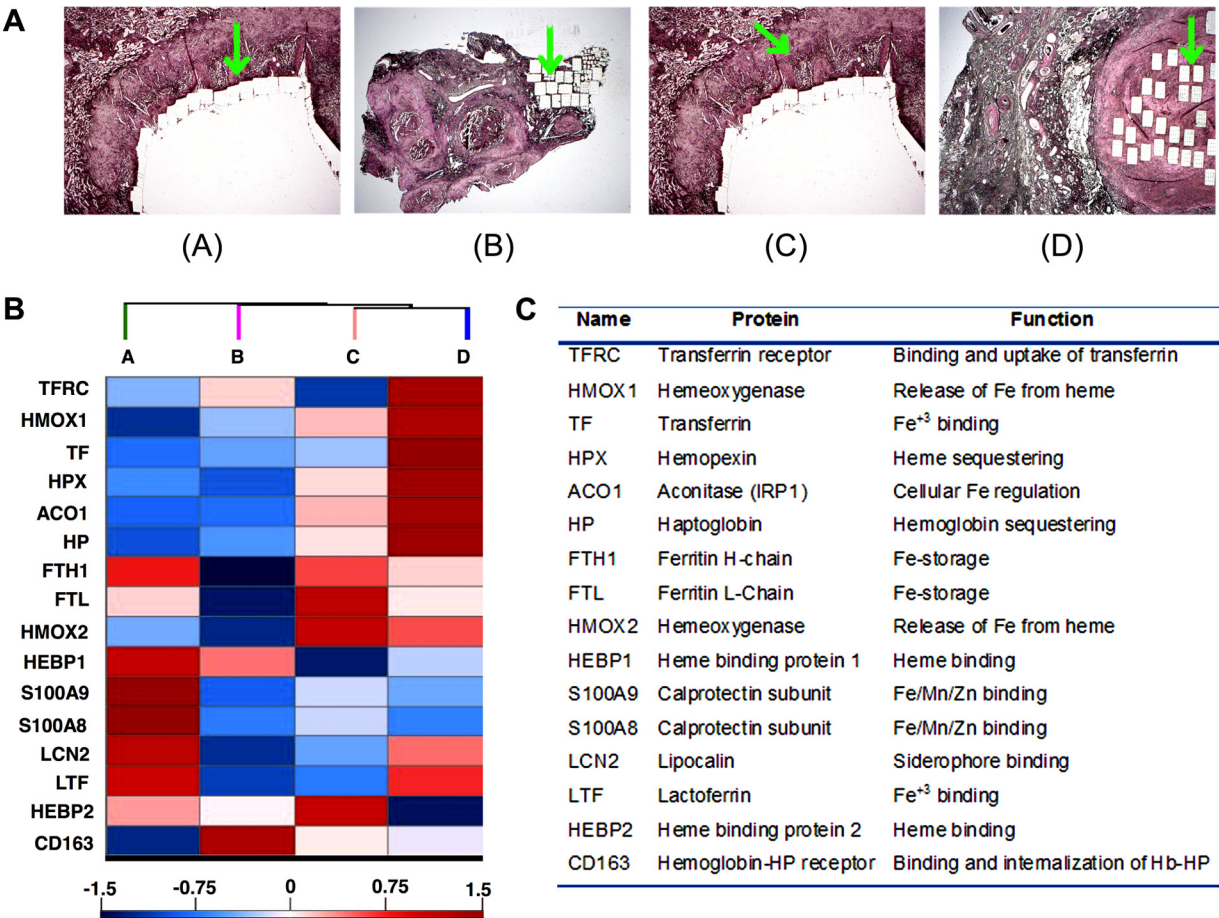 A
(A) (B) (C) (D)
B
A B C D
TFRC
HMOX1
TF
HPX
ACO1
HP
FTH1
FTL
HMOX2
HEBP1
S100A9
S100A8
LCN2
LTF
HEBP2
CD163
-1.5 -0.75 0 0.75 1.5
C
Name Protein Function
TFRC Transferrin receptor Binding and uptake of transferrin
HMOX1 Hemeoxygenase Release of Fe from heme
TF Transferrin Fe+3 binding
HPX Hemopexin Heme sequestering
ACO1 Aconitase (IRP1) Cellular Fe regulation
HP Haptoglobin Hemoglobin sequestering
FTH1 Ferritin H-chain Fe-storage
FTL Ferritin L-Chain Fe-storage
HMOX2 Hemeoxygenase Release of Fe from heme
HEBP1 Heme binding protein 1 Heme binding
S100A9 Calprotectin subunit Fe/Mn/Zn binding
S100A8 Calprotectin subunit Fe/Mn/Zn binding
LCN2 Lipocalin Siderophore binding
LTF Lactoferrin Fe+3 binding
HEBP2 Heme binding protein 2 Heme binding
CD163 Hemoglobin-HP receptor Binding and internalization of Hb-HP